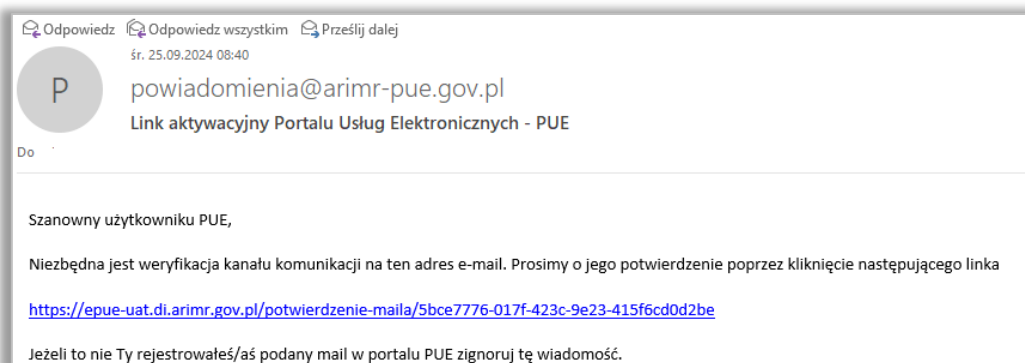 Odpowiedz Odpowiedz wszystkim Prześlij dalej
śr. 25.09.2024 08:40
P
powiadomienia@arimr-pue.gov.pl
Link aktywacyjny Portalu Usług Elektronicznych - PUE
Do
Szanowny użytkowniku PUE,
Niezbędna jest weryfikacja kanału komunikacji na ten adres e-mail. Prosimy o jego potwierdzenie poprzez kliknięcie następującego linka
https://epue-uat.di.arimr.gov.pl/potwierdzenie-maila/5bce7776-017f-423c-9e23-415f6cd0d2be
Jeżeli to nie Ty rejestrowałeś/aś podany mail w portalu PUE zignoruj tę wiadomość.